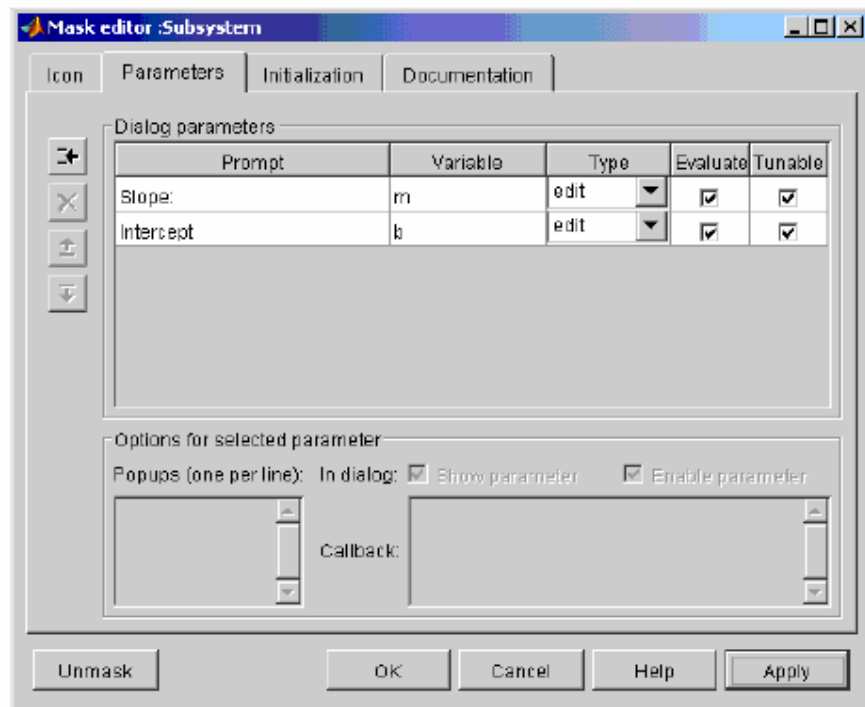 Mask editor :Subsystem
Icon Parameters Initialization Documentation
Dialog parameters
Prompt Variable Type Evaluate Tunable
Slope: m edit
Intercept b edit
Options for selected parameter
Popups (one per line): In dialog: Show parameter Enable parameter
Callback:
Unmask OK Cancel Help Apply